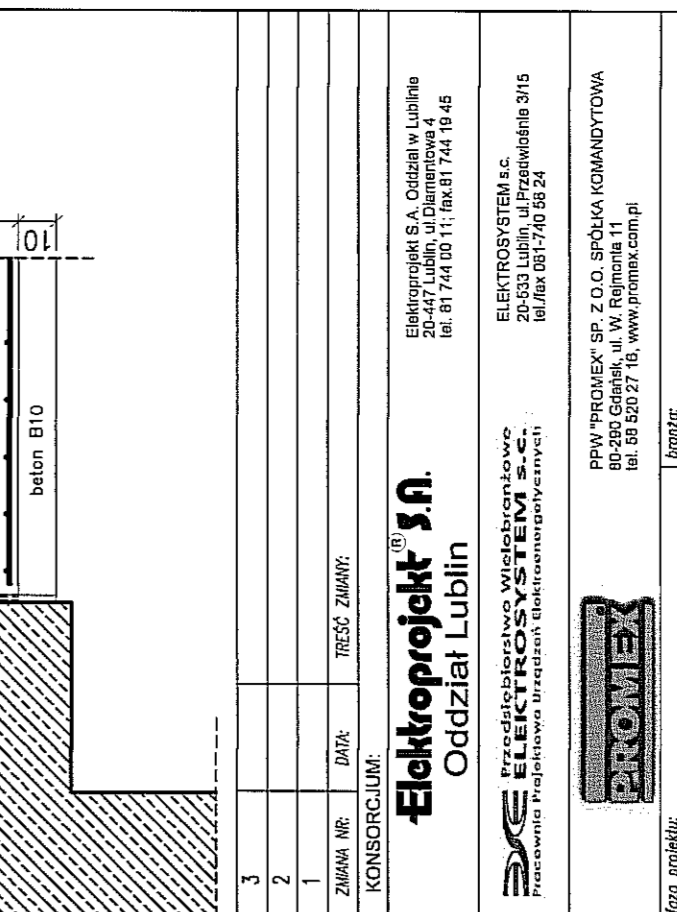 10
beton B10
3
2
1
ZMIANA NR: DATA: TREŚĆ ZMIANY:
KONSORCJUM:
Elektroprojekt® S.A.
Oddział Lublin
Elektroprojekt S.A. Oddział w Lublinie
20-447 Lublin, ul.Diamentowa 4
tel. 81 744 00 11; fax.81 744 19 45
Przedsiębiorstwo Wielobranżowe
ELEKTROSYSTEM s.c.
Pracownia Projektowa Urządzeń Elektroenergetycznych
ELEKTROSYSTEM s.c.
20-533 Lublin, ul.Przedwiośnie 3/15
tel./fax 081-740 58 24
PROMEX
PPW "PROMEX" SP. Z O.O. SPÓŁKA KOMANDYTOWA
80-290 Gdańsk, ul. W. Rejmonta 11
tel. 58 520 27 16, www.promex.com.pl
faza projektu: branża: